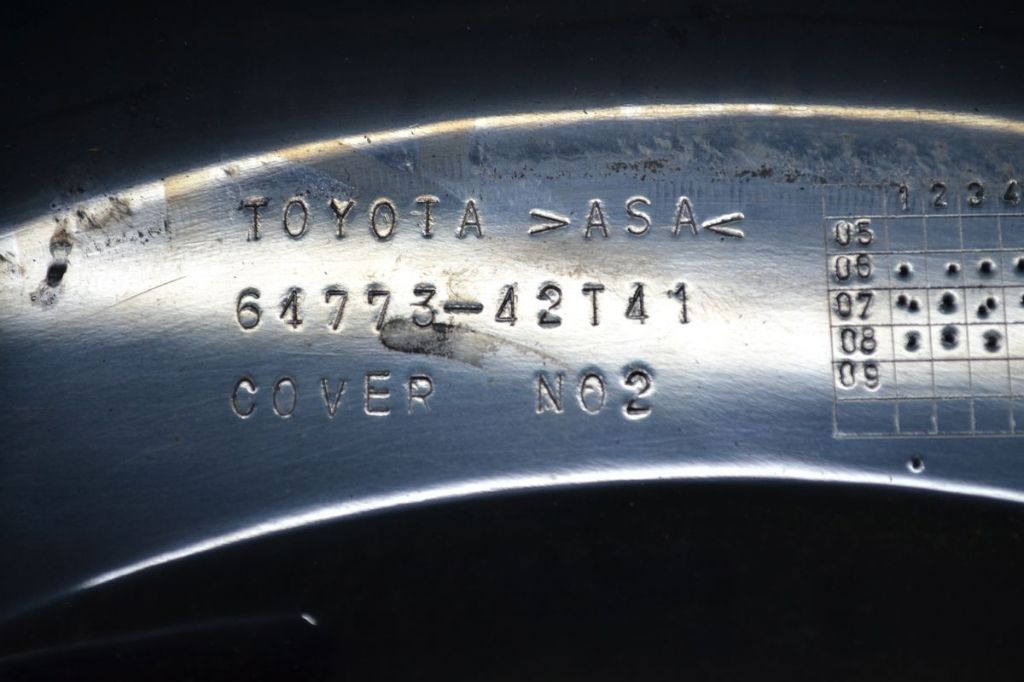 TOYOTA >ASA<
64773-42T41
COVER NO2
1 2 3 4
05
06
07
08
09